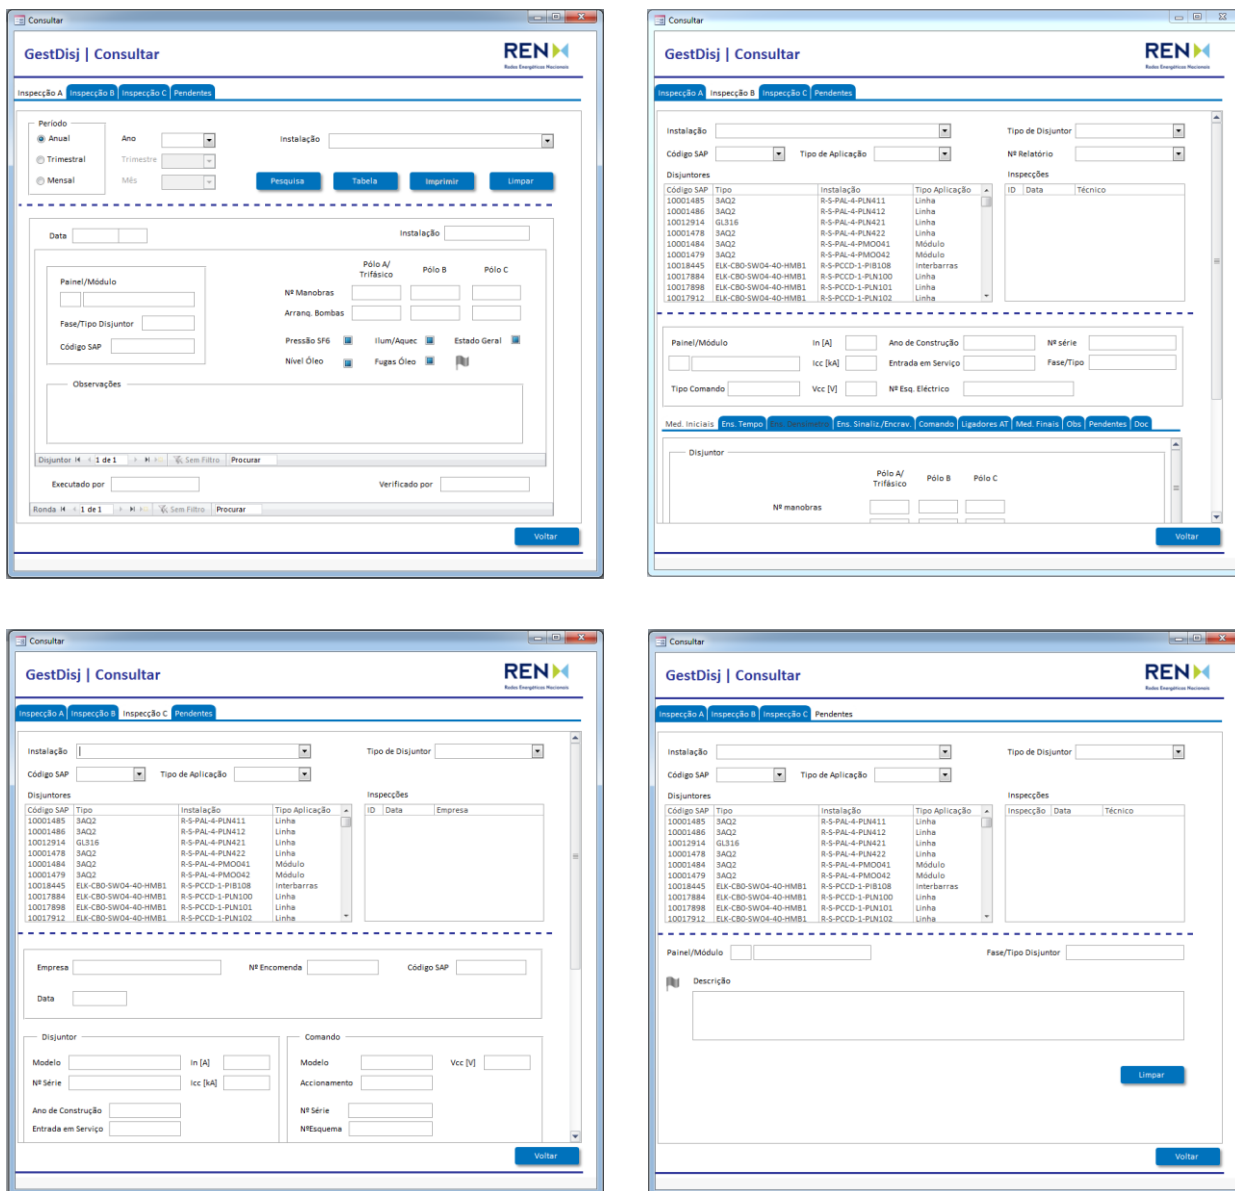 Consultar
GestDisj | Consultar
REN
Redes Energéticas Nacionais
Inspecção A Inspecção B Inspecção C Pendentes
Período
Anual Ano Instalação
Trimestral Trimestre
Mensal Mês Pesquisa Tabela Imprimir Limpar
Data Instalação
Pólo A/ Trifásico Pólo B Pólo C
Painel/Módulo
Nº Manobras
Arranq. Bombas
Fase/Tipo Disjuntor
Código SAP
Pressão SF6 Ilum/Aquec Estado Geral
Nível Óleo Fugas Óleo
Observações
Disjuntor 1 de 1 Sem Filtro Procurar
Executado por Verificado por
Ronda 1 de 1 Sem Filtro Procurar
Voltar
Consultar
GestDisj | Consultar
REN
Redes Energéticas Nacionais
Inspecção A Inspecção B Inspecção C Pendentes
Instalação Tipo de Disjuntor
Código SAP Tipo de Aplicação Nº Relatório
Disjuntores Inspecções
Código SAP Tipo Instalação Tipo Aplicação ID Data Técnico
10001485 3AQ2 R-S-PAL-4-PLN411 Linha
10001486 3AQ2 R-S-PAL-4-PLN412 Linha
10012914 GL316 R-S-PAL-4-PLN421 Linha
10001478 3AQ2 R-S-PAL-4-PLN422 Linha
10001484 3AQ2 R-S-PAL-4-PMO041 Módulo
10001479 3AQ2 R-S-PAL-4-PMO042 Módulo
10018445 ELK-CB0-SW04-40-HMB1 R-S-PCCD-1-PIB108 Interbarras
10017884 ELK-CB0-SW04-40-HMB1 R-S-PCCD-1-PLN100 Linha
10017898 ELK-CB0-SW04-40-HMB1 R-S-PCCD-1-PLN101 Linha
10017912 ELK-CB0-SW04-40-HMB1 R-S-PCCD-1-PLN102 Linha
Painel/Módulo In [A] Ano de Construção Nº série
Icc [kA] Entrada em Serviço Fase/Tipo
Tipo Comando Vcc [V] Nº Esq. Eléctrico
Med. Iniciais Ens. Tempo Ens. Sinaliz./Encrav. Comando Ligadores AT Med. Finais Obs Pendentes Doc
Disjuntor
Pólo A/ Trifásico Pólo B Pólo C
Nº manobras
Voltar
Consultar
GestDisj | Consultar
REN
Redes Energéticas Nacionais
Inspecção A Inspecção B Inspecção C Pendentes
Instalação Tipo de Disjuntor
Código SAP Tipo de Aplicação
Disjuntores Inspecções
Código SAP Tipo Instalação Tipo Aplicação ID Data Empresa
10001485 3AQ2 R-S-PAL-4-PLN411 Linha
10001486 3AQ2 R-S-PAL-4-PLN412 Linha
10012914 GL316 R-S-PAL-4-PLN421 Linha
10001478 3AQ2 R-S-PAL-4-PLN422 Linha
10001484 3AQ2 R-S-PAL-4-PMO041 Módulo
10001479 3AQ2 R-S-PAL-4-PMO042 Módulo
10018445 ELK-CB0-SW04-40-HMB1 R-S-PCCD-1-PIB108 Interbarras
10017884 ELK-CB0-SW04-40-HMB1 R-S-PCCD-1-PLN100 Linha
10017898 ELK-CB0-SW04-40-HMB1 R-S-PCCD-1-PLN101 Linha
10017912 ELK-CB0-SW04-40-HMB1 R-S-PCCD-1-PLN102 Linha
Empresa Nº Encomenda Código SAP
Data
Disjuntor Comando
Modelo In [A] Modelo Vcc [V]
Nº Série Icc [kA] Accionamento
Ano de Construção Nº Série
Entrada em Serviço NºEsquema
Voltar
Consultar
GestDisj | Consultar
REN
Redes Energéticas Nacionais
Inspecção A Inspecção B Inspecção C Pendentes
Instalação Tipo de Disjuntor
Código SAP Tipo de Aplicação
Disjuntores Inspecções
Código SAP Tipo Instalação Tipo Aplicação Inspecção Data Técnico
10001485 3AQ2 R-S-PAL-4-PLN411 Linha
10001486 3AQ2 R-S-PAL-4-PLN412 Linha
10012914 GL316 R-S-PAL-4-PLN421 Linha
10001478 3AQ2 R-S-PAL-4-PLN422 Linha
10001484 3AQ2 R-S-PAL-4-PMO041 Módulo
10001479 3AQ2 R-S-PAL-4-PMO042 Módulo
10018445 ELK-CB0-SW04-40-HMB1 R-S-PCCD-1-PIB108 Interbarras
10017884 ELK-CB0-SW04-40-HMB1 R-S-PCCD-1-PLN100 Linha
10017898 ELK-CB0-SW04-40-HMB1 R-S-PCCD-1-PLN101 Linha
10017912 ELK-CB0-SW04-40-HMB1 R-S-PCCD-1-PLN102 Linha
Painel/Módulo Fase/Tipo Disjuntor
Descrição
Limpar
Voltar